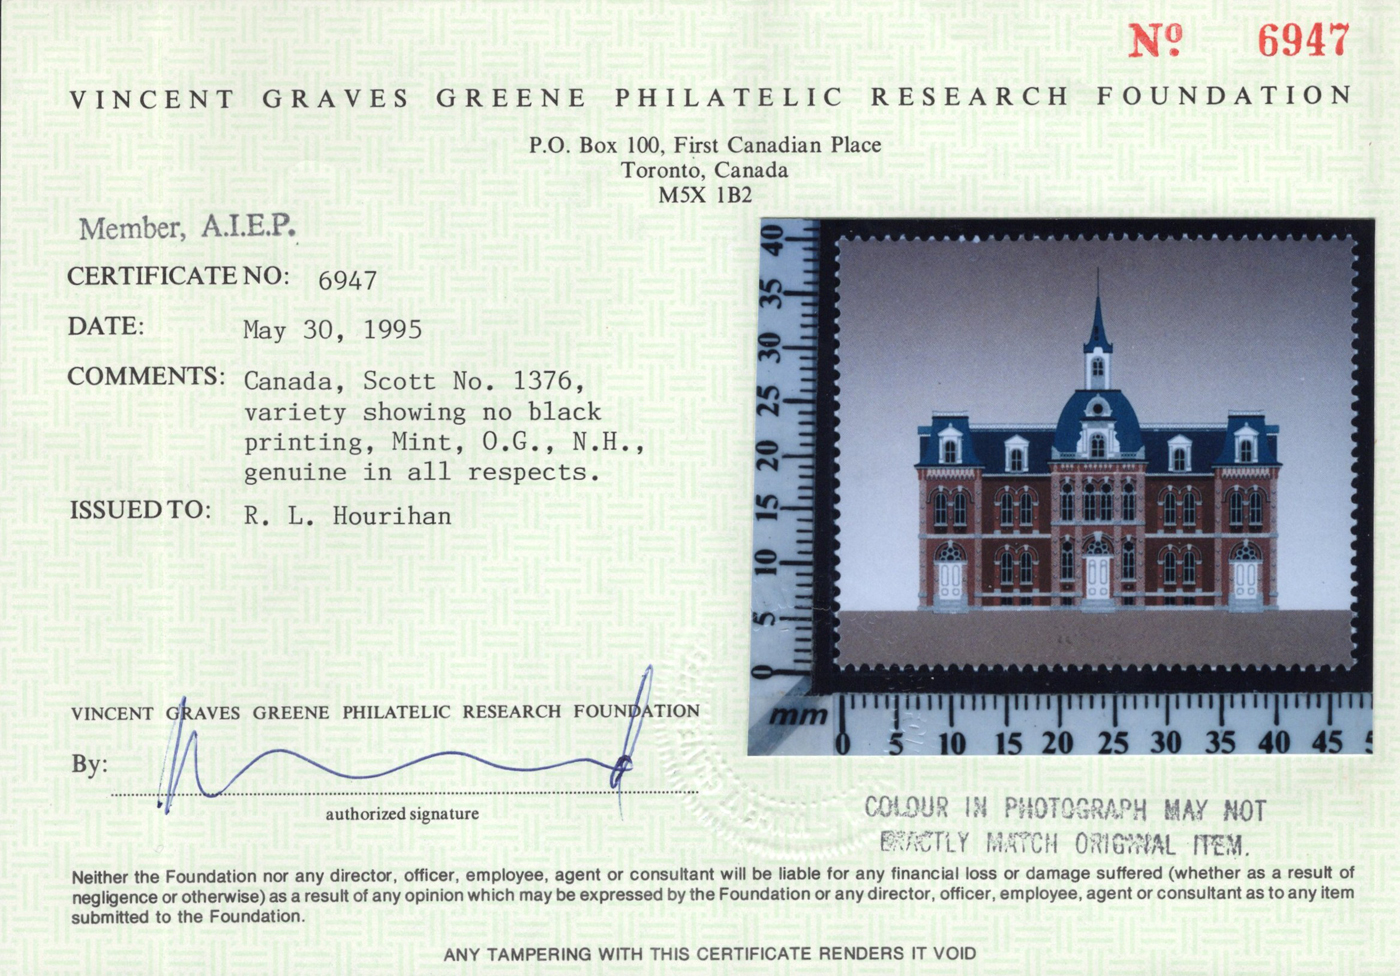 Nº 6947
VINCENT GRAVES GREENE PHILATELIC RESEARCH FOUNDATION
P.O. Box 100, First Canadian Place
Toronto, Canada
M5X 1B2
Member, A.I.E.P.
CERTIFICATE NO: 6947
DATE: May 30, 1995
COMMENTS: Canada, Scott No. 1376,
variety showing no black
printing, Mint, O.G., N.H.,
genuine in all respects.
ISSUED TO: R. L. Hourihan
40
35
30
25
20
15
10
5
0
mm
0 5 10 15 20 25 30 35 40 45
VINCENT GRAVES GREENE PHILATELIC RESEARCH FOUNDATION
By:
authorized signature
COLOUR IN PHOTOGRAPH MAY NOT
EXACTLY MATCH ORIGINAL ITEM.
Neither the Foundation nor any director, officer, employee, agent or consultant will be liable for any financial loss or damage suffered (whether as a result of
negligence or otherwise) as a result of any opinion which may be expressed by the Foundation or any director, officer, employee, agent or consultant as to any item
submitted to the Foundation.
ANY TAMPERING WITH THIS CERTIFICATE RENDERS IT VOID